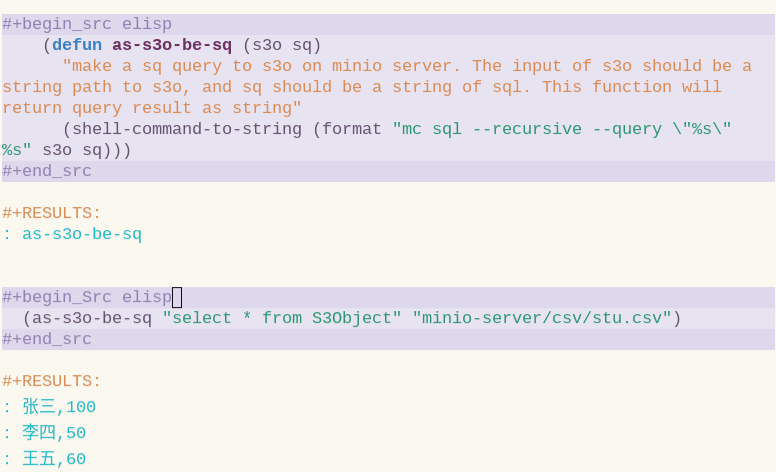 #+begin_src elisp
(defun as-s3o-be-sq (s3o sq)
"make a sq query to s3o on minio server. The input of s3o should be a
string path to s3o, and sq should be a string of sql. This function will
return query result as string"
(shell-command-to-string (format "mc sql --recursive --query \"%s\"
%s" s3o sq)))
#+end_src
#+RESULTS:
: as-s3o-be-sq
#+begin_Src elisp
(as-s3o-be-sq "select * from S3Object" "minio-server/csv/stu.csv")
#+end_src
#+RESULTS:
: 张三,100
: 李四,50
: 王五,60